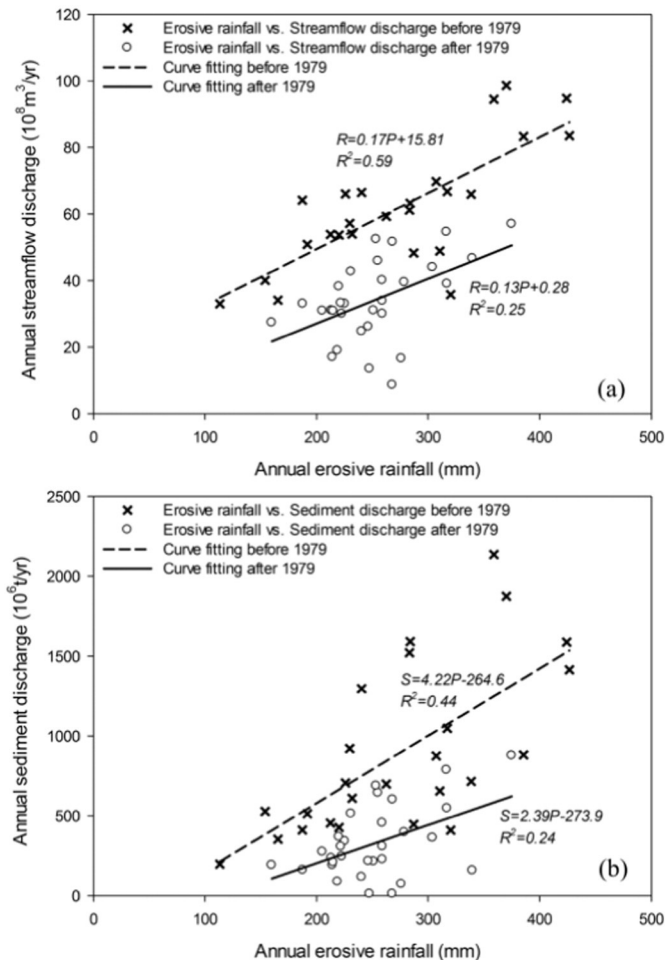 120
100
80
60
40
20
0
Annual streamflow discharge (10⁸m³/yr)
Erosive rainfall vs. Streamflow discharge before 1979
Erosive rainfall vs. Streamflow discharge after 1979
Curve fitting before 1979
Curve fitting after 1979
R=0.17P+15.81
R²=0.59
R=0.13P+0.28
R²=0.25
(a)
0 100 200 300 400 500
Annual erosive rainfall (mm)
2500
2000
1500
1000
500
0
Annual sediment discharge (10⁶t/yr)
Erosive rainfall vs. Sediment discharge before 1979
Erosive rainfall vs. Sediment discharge after 1979
Curve fitting before 1979
Curve fitting after 1979
S=4.22P-264.6
R²=0.44
S=2.39P-273.9
R²=0.24
(b)
0 100 200 300 400 500
Annual erosive rainfall (mm)